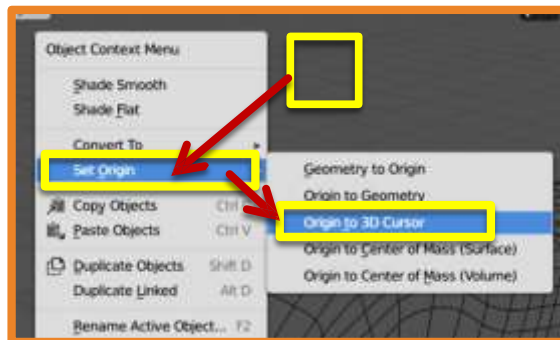 Object Context Menu
Shade Smooth
Shade Flat
Convert To
Set Origin
Copy Objects Ctrl
Paste Objects Ctrl V
Duplicate Objects Shift D
Duplicate Linked Alt D
Rename Active Object... F2
Geometry to Origin
Origin to Geometry
Origin to 3D Cursor
Origin to Center of Mass (Surface)
Origin to Center of Mass (Volume)